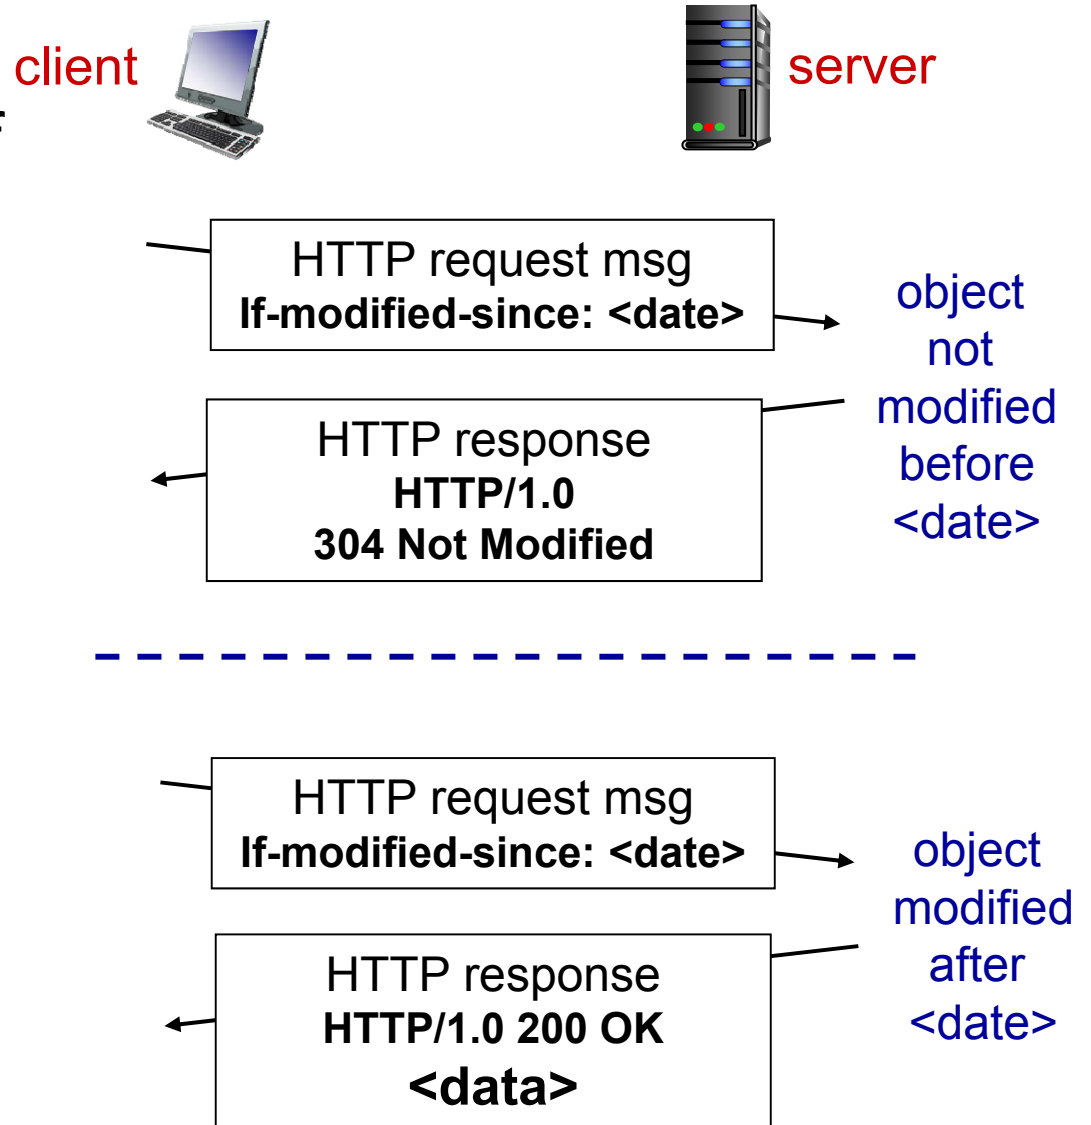 client
server
HTTP request msg
If-modified-since: <date>
object
not
modified
before
<date>
HTTP response
HTTP/1.0
304 Not Modified
HTTP request msg
If-modified-since: <date>
object
modified
after
<date>
HTTP response
HTTP/1.0 200 OK
<data>